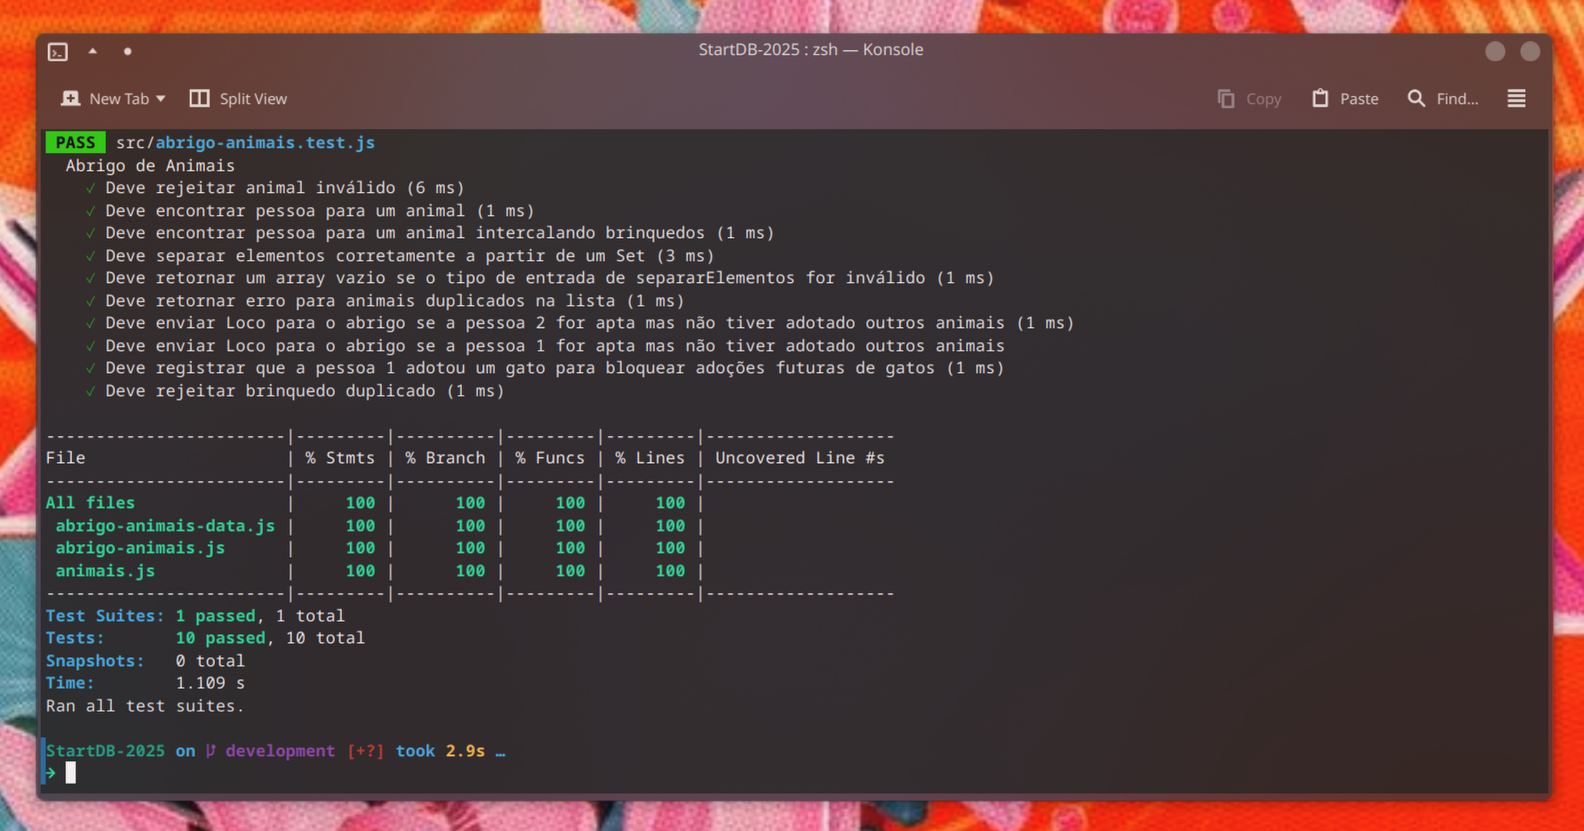 StartDB-2025 : zsh — Konsole
New Tab Split View Copy Paste Find...
PASS src/abrigo-animais.test.js
Abrigo de Animais
✓ Deve rejeitar animal inválido (6 ms)
✓ Deve encontrar pessoa para um animal (1 ms)
✓ Deve encontrar pessoa para um animal intercalando brinquedos (1 ms)
✓ Deve separar elementos corretamente a partir de um Set (3 ms)
✓ Deve retornar um array vazio se o tipo de entrada de separarElementos for inválido (1 ms)
✓ Deve retornar erro para animais duplicados na lista (1 ms)
✓ Deve enviar Loco para o abrigo se a pessoa 2 for apta mas não tiver adotado outros animais (1 ms)
✓ Deve enviar Loco para o abrigo se a pessoa 1 for apta mas não tiver adotado outros animais
✓ Deve registrar que a pessoa 1 adotou um gato para bloquear adoções futuras de gatos (1 ms)
✓ Deve rejeitar brinquedo duplicado (1 ms)
------------------------|---------|----------|---------|---------|-------------------
File | % Stmts | % Branch | % Funcs | % Lines | Uncovered Line #s
------------------------|---------|----------|---------|---------|-------------------
All files | 100 | 100 | 100 | 100 |
abrigo-animais-data.js | 100 | 100 | 100 | 100 |
abrigo-animais.js | 100 | 100 | 100 | 100 |
animais.js | 100 | 100 | 100 | 100 |
------------------------|---------|----------|---------|---------|-------------------
Test Suites: 1 passed, 1 total
Tests: 10 passed, 10 total
Snapshots: 0 total
Time: 1.109 s
Ran all test suites.
StartDB-2025 on development [+?] took 2.9s …
➜